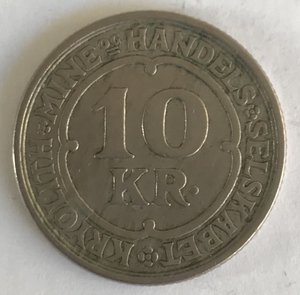 KRYOLITH MINE OG HANDELS SELSKABET
10
KR.